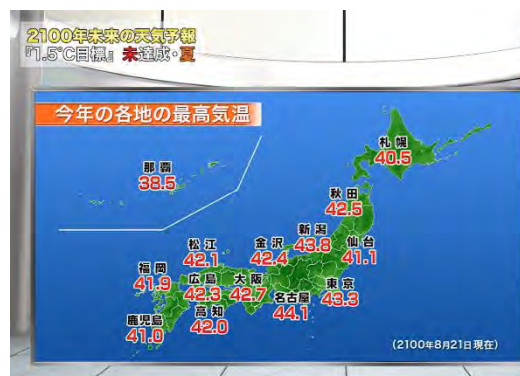 2100年未来の天気予報
『1.5℃目標』未達成・夏
今年の各地の最高気温
札幌
40.5
那覇
38.5
秋田
42.5
新潟
43.8
仙台
41.1
金沢
42.4
松江
42.1
福岡
41.9
広島
42.3
大阪
42.7
東京
43.3
名古屋
44.1
高知
42.0
鹿児島
41.0
(2100年8月21日現在)